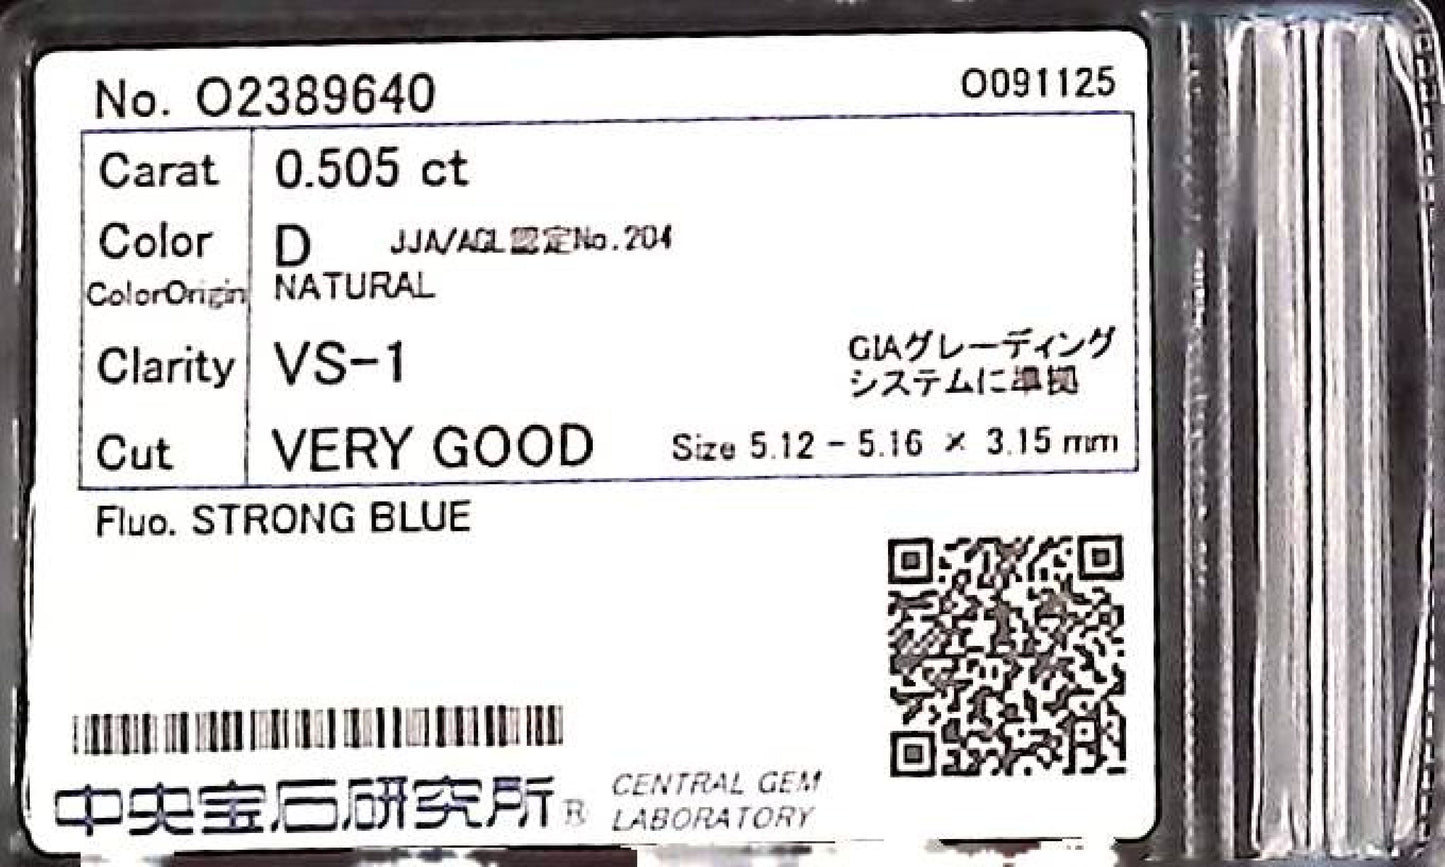 No. O2389640 O091125
Carat 0.505 ct
Color D JJA/AGL認定No.204
ColorOrigin NATURAL
Clarity VS-1 GIAグレーディング
システムに準拠
Cut VERY GOOD Size 5.12 - 5.16 × 3.15 mm
Fluo. STRONG BLUE
中央宝石研究所® CENTRAL GEM
LABORATORY